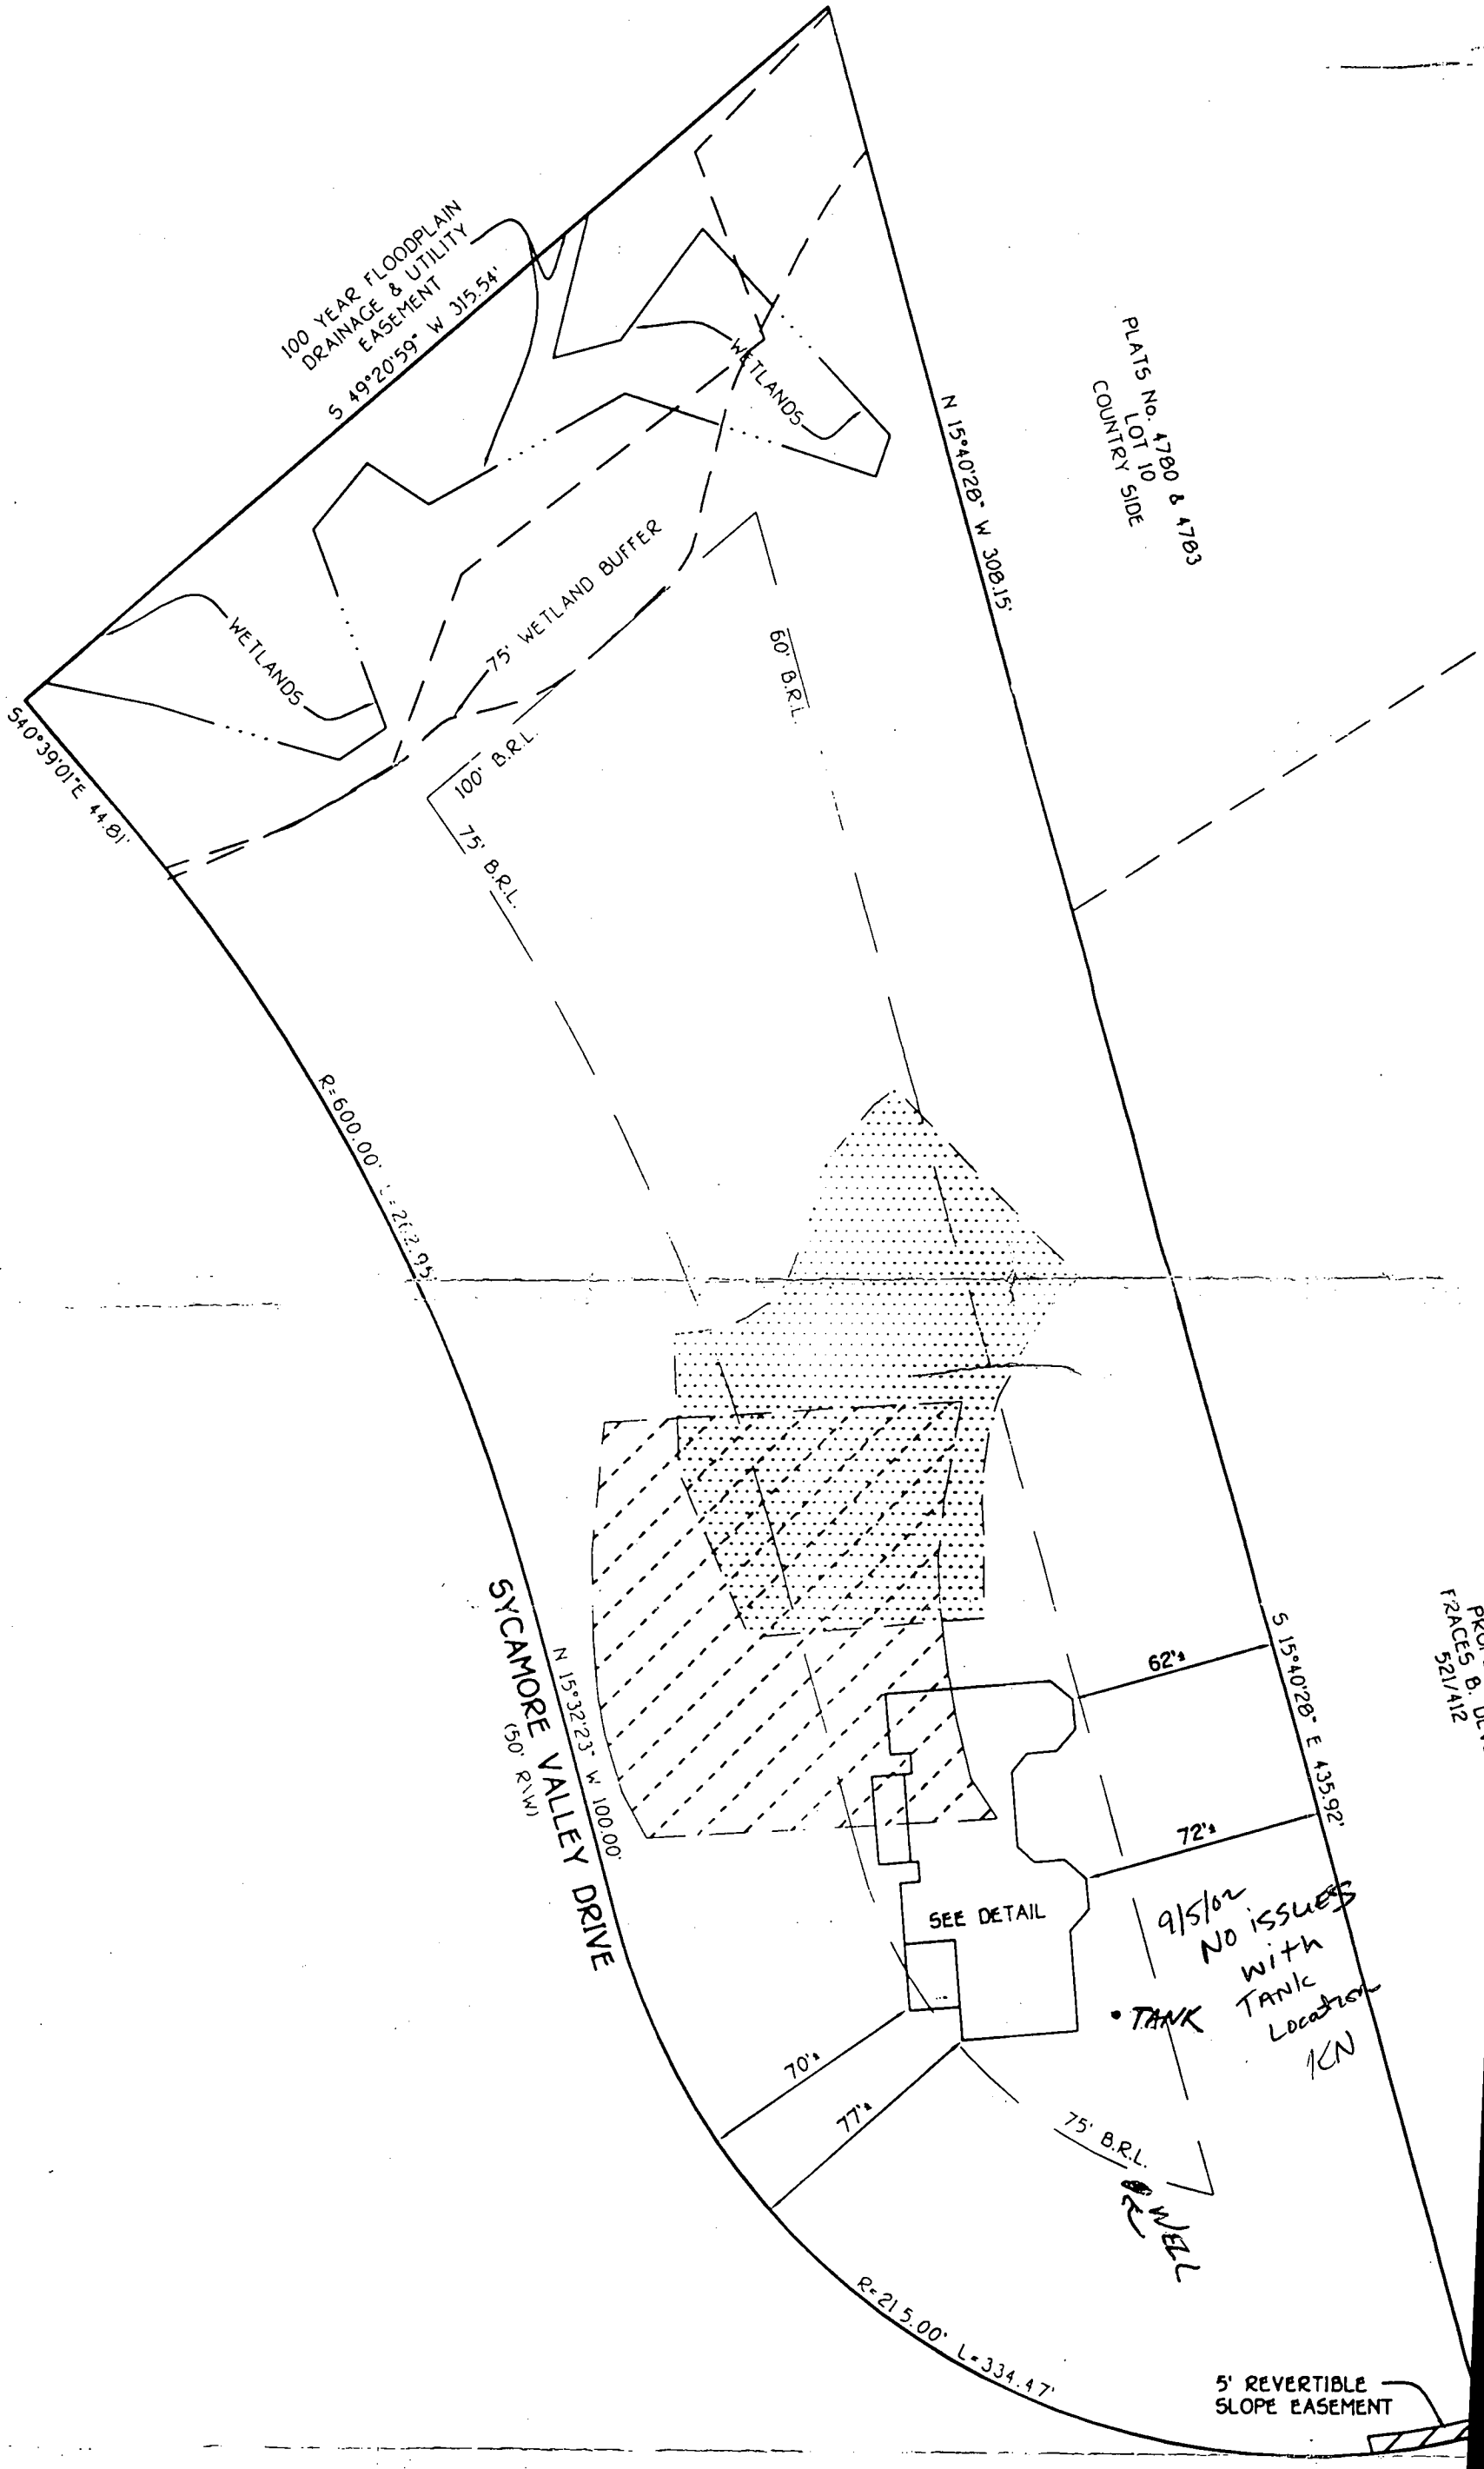 100 YEAR FLOODPLAIN
DRAINAGE & UTILITY
EASEMENT
S 49°20'59" W 315.54'
WETLANDS
N 15°40'28" W 308.15'
PLATS No. 4780 & 4783
LOT 10
COUNTRY SIDE
75' WETLAND BUFFER
WETLANDS
60' B.R.L.
S40°39'01"E 44.81'
100' B.R.L.
75' B.R.L.
R=600.00'
SYCAMORE VALLEY DRIVE
(50' R\W)
N 15°32'23" W 100.00'
62'±
S 15°40'28" E 435.92'
FRACES B.
521/412
72'±
SEE DETAIL
9/5/02
NO ISSUES
with
TANK
Location
KN
• TANK
70'±
77'±
75' B.R.L.
WELL
R=215.00' L=334.47'
5' REVERTIBLE
SLOPE EASEMENT